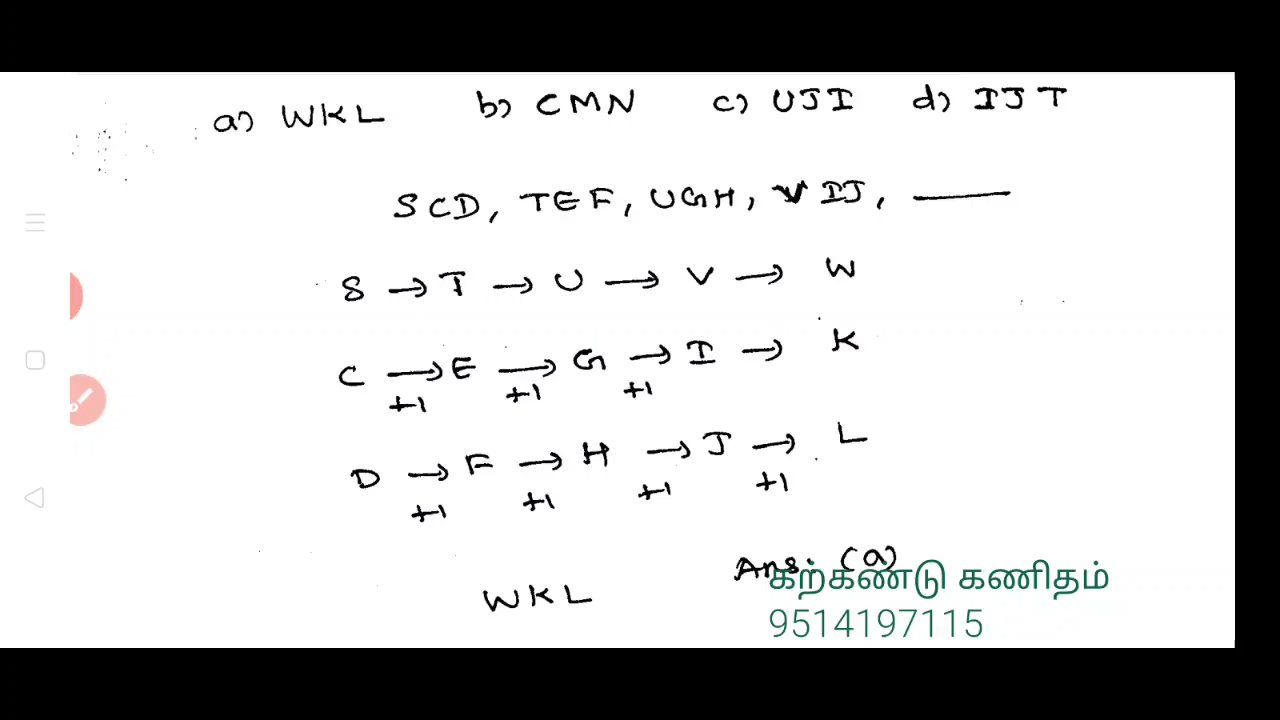 a) WKL b) CMN c) UJI d) IJT
SCD, TEF, UGH, VIJ, ______
S → T → U → V → W
C → E → G → I → K
+1 +1 +1
D → F → H → J → L
+1 +1 +1 +1
WKL Ans: (a)
கற்கண்டு கணிதம்
9514197115